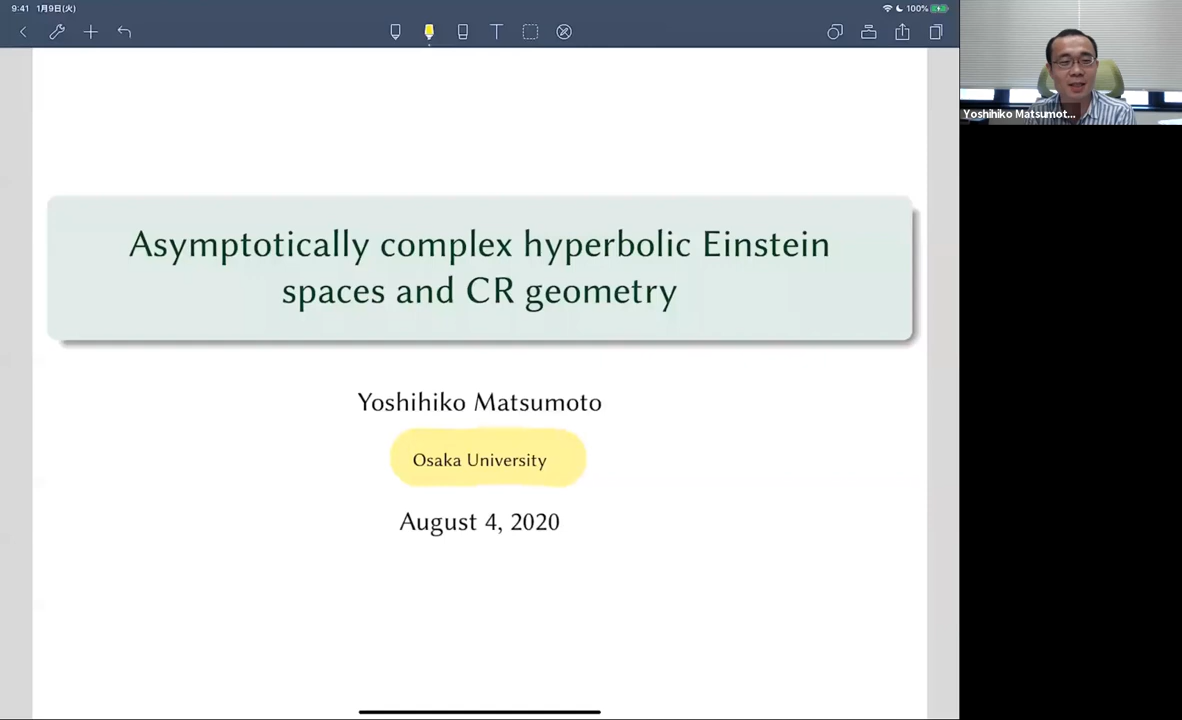 9:41 1月9日(火)
100%
Asymptotically complex hyperbolic Einstein
spaces and CR geometry
Yoshihiko Matsumoto
Osaka University
August 4, 2020
Yoshihiko Matsumot...